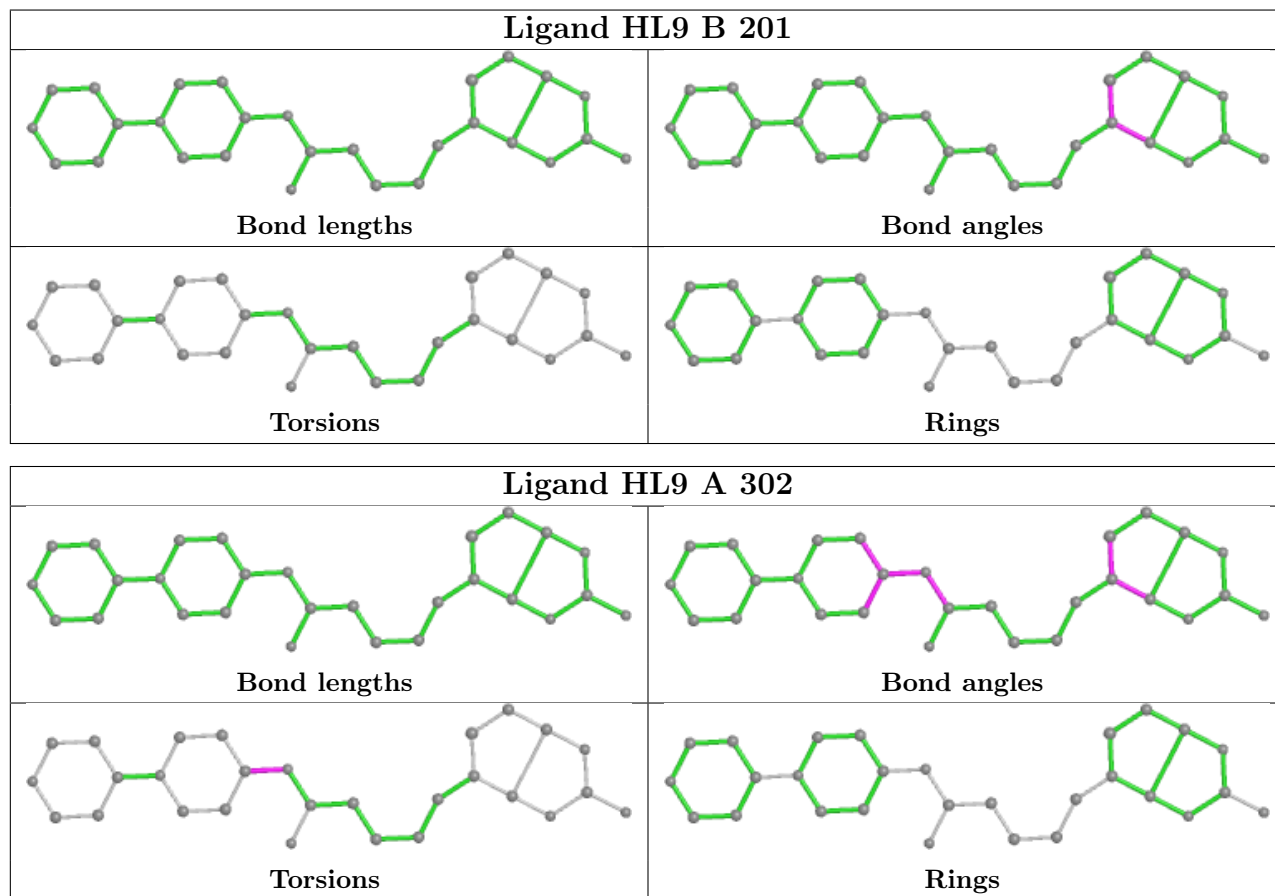 Ligand HL9 B 201
Bond lengths
Bond angles
Torsions
Rings
Ligand HL9 A 302
Bond lengths
Bond angles
Torsions
Rings